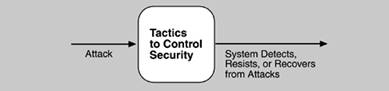 Attack
Tactics
to Control
Security
System Detects,
Resists, or Recovers
from Attacks